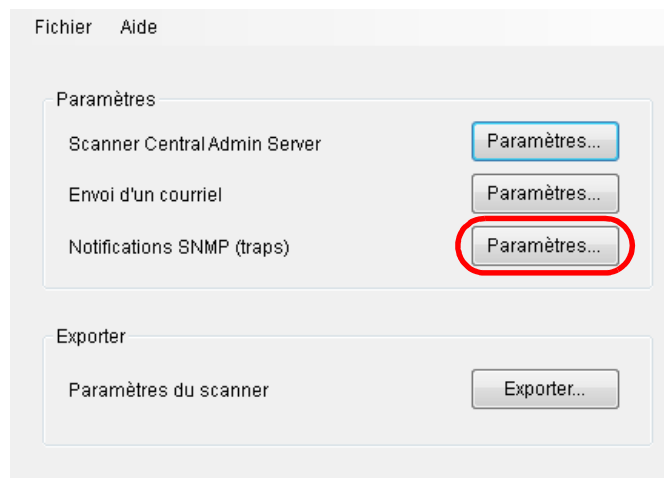 Fichier Aide
Paramètres
Scanner Central Admin Server Paramètres...
Envoi d'un courriel Paramètres...
Notifications SNMP (traps) Paramètres...
Exporter
Paramètres du scanner Exporter...